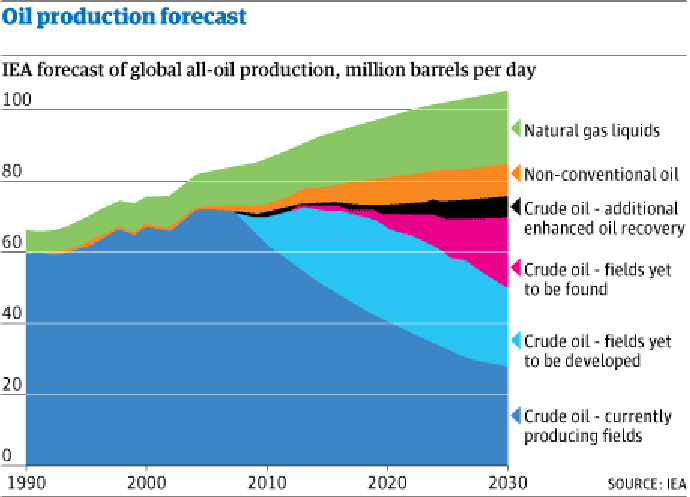 Oil production forecast
IEA forecast of global all-oil production, million barrels per day
100
80
60
40
20
0
Natural gas liquids
Non-conventional oil
Crude oil - additional
enhanced oil recovery
Crude oil - fields yet
to be found
Crude oil - fields yet
to be developed
Crude oil - currently
producing fields
1990
2000
2010
2020
2030
SOURCE: IEA